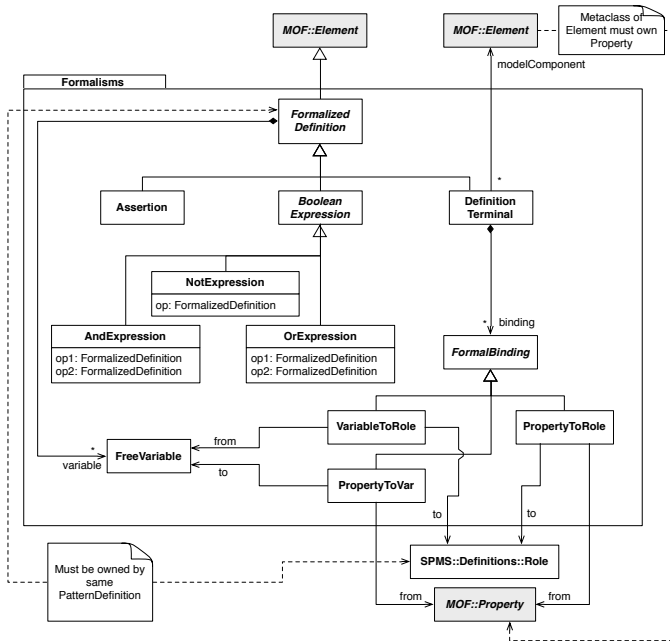 MOF::Element
MOF::Element
Metaclass of
Element must own
Property
modelComponent
Formalisms
Formalized
Definition
*
Assertion
Boolean
Expression
Definition
Terminal
NotExpression
op: FormalizedDefinition
AndExpression
op1: FormalizedDefinition
op2: FormalizedDefinition
OrExpression
op1: FormalizedDefinition
op2: FormalizedDefinition
* binding
FormalBinding
VariableToRole
PropertyToRole
from
*
variable
FreeVariable
to
PropertyToVar
to
to
Must be owned by
same
PatternDefinition
SPMS::Definitions::Role
from
MOF::Property
from